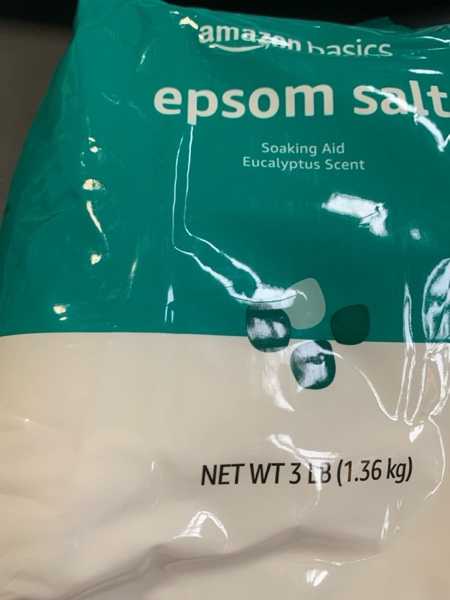 amazon basics
epsom salt
Soaking Aid
Eucalyptus Scent
NET WT 3 LB (1.36 kg)